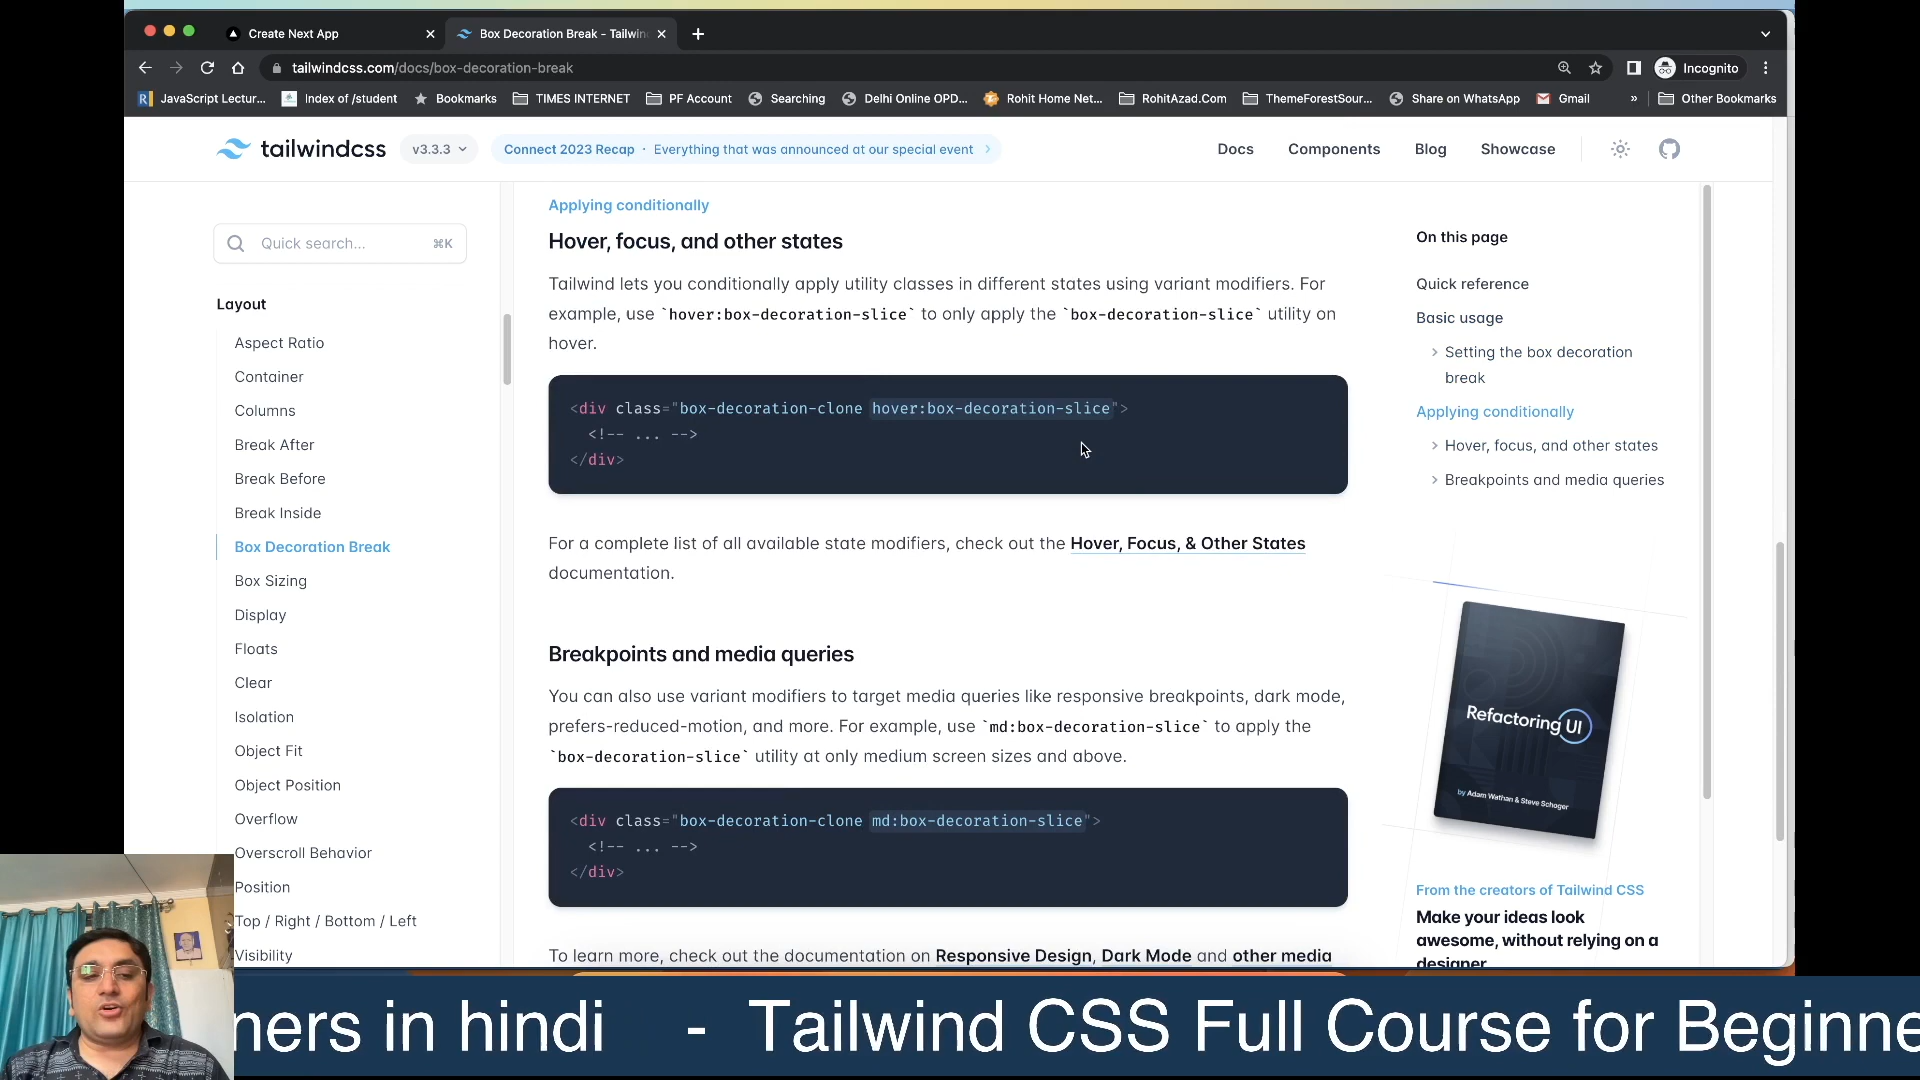 Create Next App
Box Decoration Break - Tailwin
tailwindcss.com/docs/box-decoration-break
Incognito
JavaScript Lectur...
Index of /student
Bookmarks
TIMES INTERNET
PF Account
Searching
Delhi Online OPD...
Rohit Home Net...
RohitAzad.Com
ThemeForestSour...
Share on WhatsApp
Gmail
»
Other Bookmarks
tailwindcss
v3.3.3
Connect 2023 Recap · Everything that was announced at our special event
Docs
Components
Blog
Showcase
Quick search...
⌘K
Layout
Aspect Ratio
Container
Columns
Break After
Break Before
Break Inside
Box Decoration Break
Box Sizing
Display
Floats
Clear
Isolation
Object Fit
Object Position
Overflow
Overscroll Behavior
Position
Top / Right / Bottom / Left
Visibility
Applying conditionally
Hover, focus, and other states
Tailwind lets you conditionally apply utility classes in different states using variant modifiers. For
example, use `hover:box-decoration-slice` to only apply the `box-decoration-slice` utility on
hover.
<div class="box-decoration-clone hover:box-decoration-slice">
<!-- ... -->
</div>
For a complete list of all available state modifiers, check out the Hover, Focus, & Other States
documentation.
Breakpoints and media queries
You can also use variant modifiers to target media queries like responsive breakpoints, dark mode,
prefers-reduced-motion, and more. For example, use `md:box-decoration-slice` to apply the
`box-decoration-slice` utility at only medium screen sizes and above.
<div class="box-decoration-clone md:box-decoration-slice">
<!-- ... -->
</div>
To learn more, check out the documentation on Responsive Design, Dark Mode and other media
On this page
Quick reference
Basic usage
Setting the box decoration
break
Applying conditionally
Hover, focus, and other states
Breakpoints and media queries
Refactoring UI
by Adam Wathan & Steve Schoger
From the creators of Tailwind CSS
Make your ideas look
awesome, without relying on a
designer
ners in hindi - Tailwind CSS Full Course for Beginne